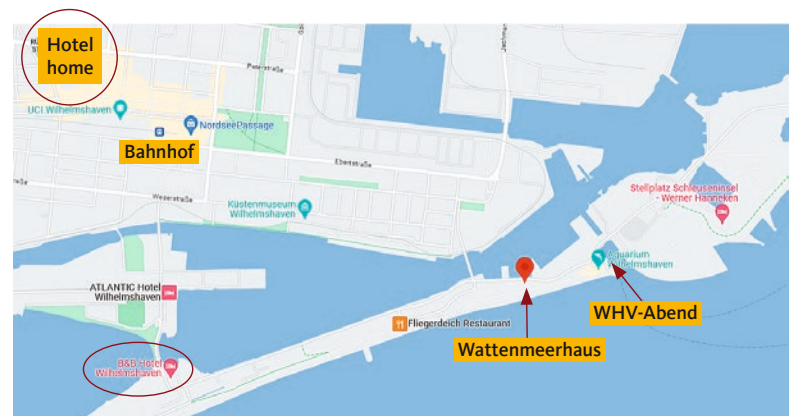 Hotel
home
UCI Wilhelmshaven
Peterstraße
NordseePassage
Bahnhof
Ebertstraße
Weserstraße
Küstenmuseum
Wilhelmshaven
Stellplatz Schleuseninsel
- Werner Hanneken
Aquarium
Wilhelmshaven
ATLANTIC Hotel
Wilhelmshaven
WHV-Abend
Fliegerdeich Restaurant
Wattenmeerhaus
B&B Hotel
Wilhelmshaven